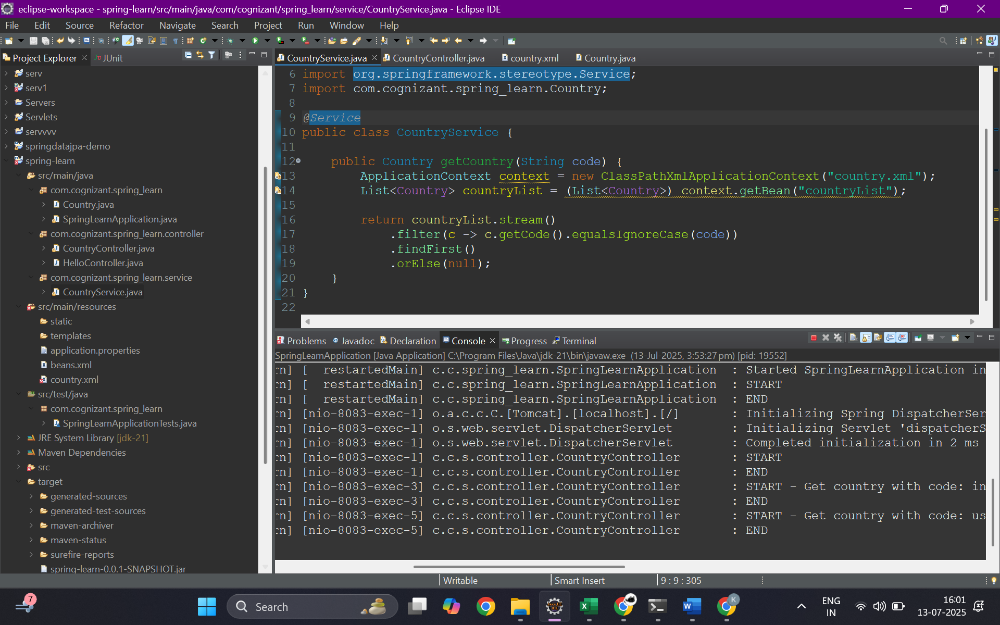 eclipse-workspace - spring-learn/src/main/java/com/cognizant/spring_learn/service/CountryService.java - Eclipse IDE
File Edit Source Refactor Navigate Search Project Run Window Help
Project Explorer
JUnit
serv
serv1
Servers
Servlets
servvvv
springdatajpa-demo
spring-learn
src/main/java
com.cognizant.spring_learn
Country.java
SpringLearnApplication.java
com.cognizant.spring_learn.controller
CountryController.java
HelloController.java
com.cognizant.spring_learn.service
CountryService.java
src/main/resources
static
templates
application.properties
beans.xml
country.xml
src/test/java
com.cognizant.spring_learn
SpringLearnApplicationTests.java
JRE System Library [jdk-21]
Maven Dependencies
src
target
generated-sources
generated-test-sources
maven-archiver
maven-status
surefire-reports
spring-learn-0.0.1-SNAPSHOT.jar
CountryService.java CountryController.java country.xml Country.java
6 import org.springframework.stereotype.Service;
7 import com.cognizant.spring_learn.Country;
8
9 @Service
10 public class CountryService {
11
12 public Country getCountry(String code) {
13 ApplicationContext context = new ClassPathXmlApplicationContext("country.xml");
14 List<Country> countryList = (List<Country>) context.getBean("countryList");
15
16 return countryList.stream()
17 .filter(c -> c.getCode().equalsIgnoreCase(code))
18 .findFirst()
19 .orElse(null);
20 }
21 }
22
Problems Javadoc Declaration Console Progress Terminal
SpringLearnApplication [Java Application] C:\Program Files\Java\jdk-21\bin\javaw.exe (13-Jul-2025, 3:53:27 pm) [pid: 19552]
rn] [ restartedMain] c.c.spring_learn.SpringLearnApplication : Started SpringLearnApplication in
rn] [ restartedMain] c.c.spring_learn.SpringLearnApplication : START
rn] [ restartedMain] c.c.spring_learn.SpringLearnApplication : END
rn] [nio-8083-exec-1] o.a.c.c.C.[Tomcat].[localhost].[/] : Initializing Spring DispatcherSer
rn] [nio-8083-exec-1] o.s.web.servlet.DispatcherServlet : Initializing Servlet 'dispatcherS
rn] [nio-8083-exec-1] o.s.web.servlet.DispatcherServlet : Completed initialization in 2 ms
rn] [nio-8083-exec-1] c.c.s.controller.CountryController : START
rn] [nio-8083-exec-1] c.c.s.controller.CountryController : END
rn] [nio-8083-exec-3] c.c.s.controller.CountryController : START - Get country with code: in
rn] [nio-8083-exec-3] c.c.s.controller.CountryController : END
rn] [nio-8083-exec-5] c.c.s.controller.CountryController : START - Get country with code: us
rn] [nio-8083-exec-5] c.c.s.controller.CountryController : END
Writable Smart Insert 9 : 9 : 305
7
Search
K
ENG
IN
16:01
13-07-2025